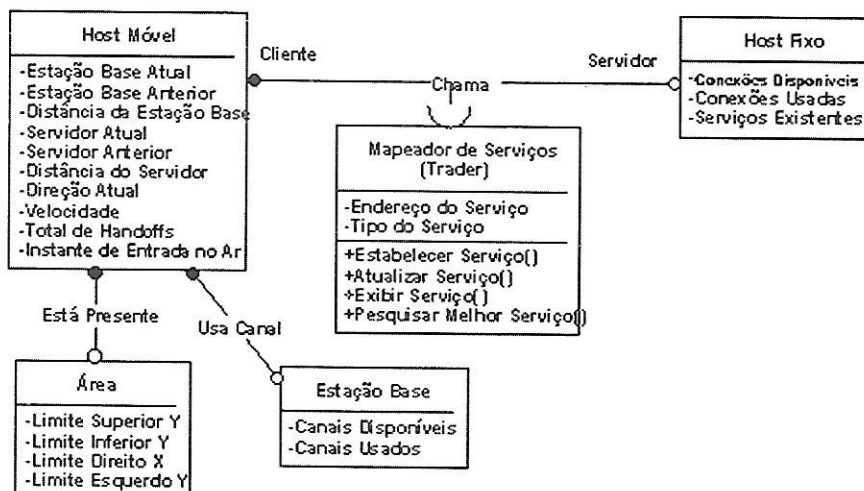 Host Móvel
-Estação Base Atual
-Estação Base Anterior
-Distância da Estação Base
-Servidor Atual
-Servidor Anterior
-Distância do Servidor
-Direção Atual
-Velocidade
-Total de Handoffs
-Instante de Entrada no Ar
Cliente
Chama
Servidor
Host Fixo
-Conexões Disponíveis
-Conexões Usadas
-Serviços Existentes
Mapeador de Serviços
(Trader)
-Endereço do Serviço
-Tipo do Serviço
+Estabelecer Serviço()
+Atualizar Serviço()
+Exibir Serviço()
+Pesquisar Melhor Serviço()
Está Presente
Usa Canal
Área
-Limite Superior Y
-Limite Inferior Y
-Limite Direito X
-Limite Esquerdo Y
Estação Base
-Canais Disponíveis
-Canais Usados